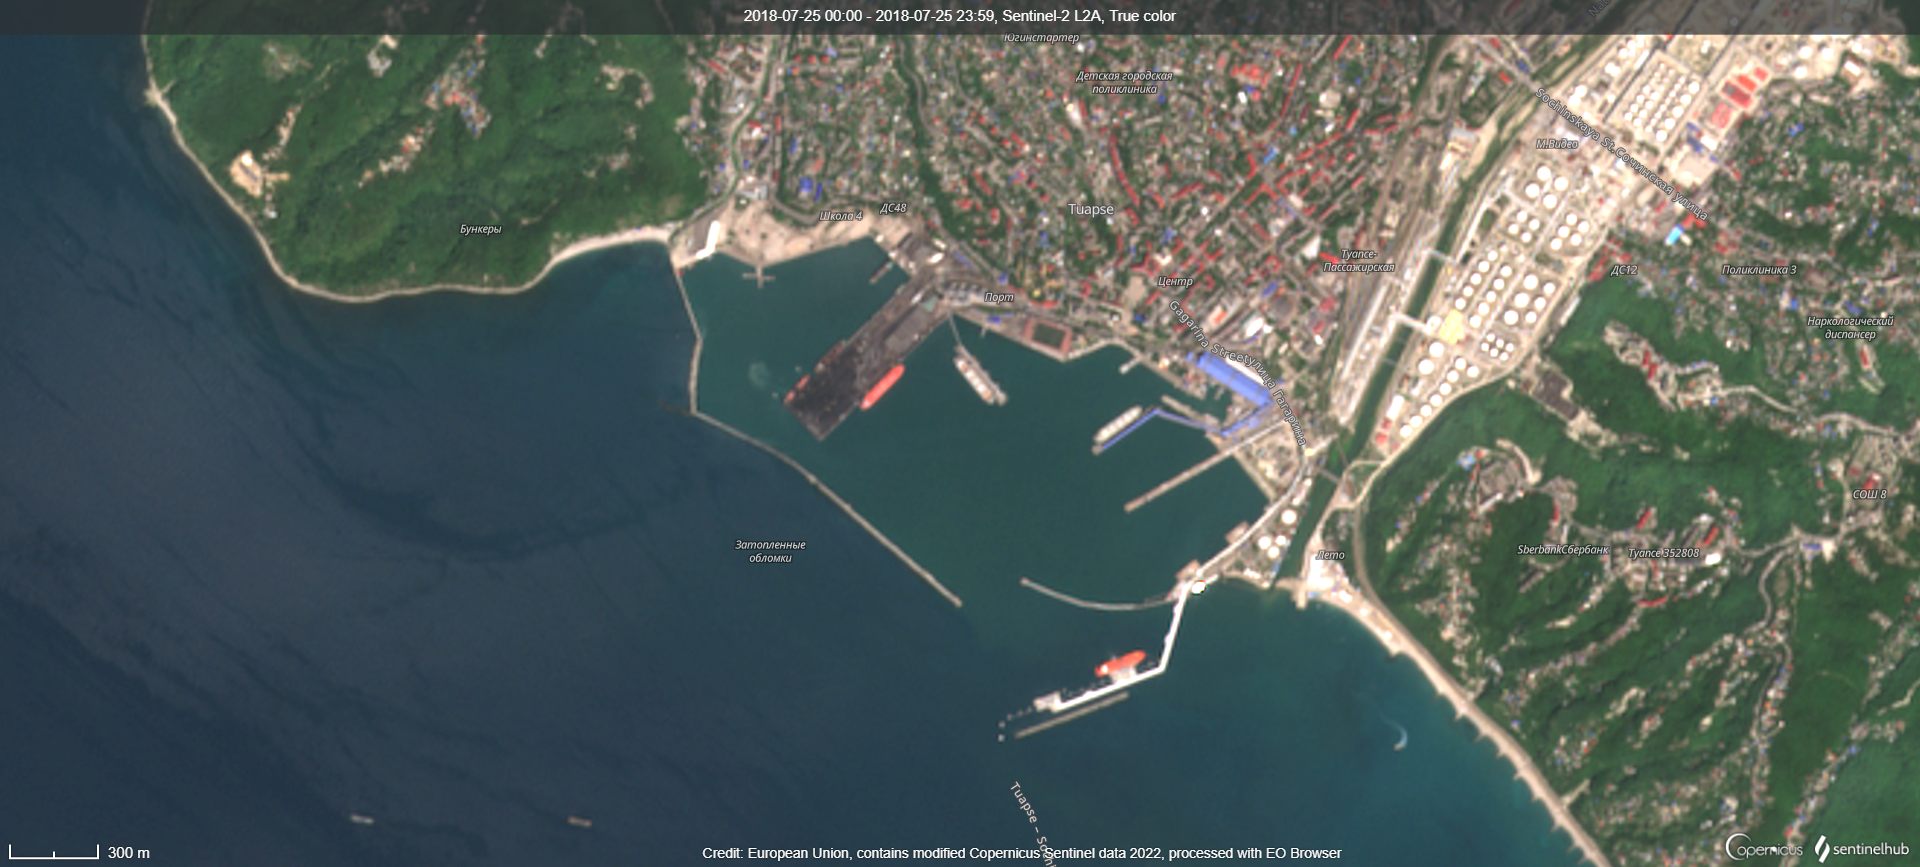 2018-07-25 00:00 - 2018-07-25 23:59, Sentinel-2 L2A, True color
Югинстартер
Детская городская
поликлиника
Sochinskaya St.Сочинская улица
М.Видео
Школа 4
ДС48
Tuapse
Бункеры
Туапсе-
Пассажирская
ДС12
Поликлиника 3
Центр
Порт
Gagarina Streetулица Гагарина
Наркологический
диспансер
СОШ 8
Затопленные
обломки
Лето
SberbankСбербанк
Туапсе 352808
Tuapse – Sochi
300 m
Credit: European Union, contains modified Copernicus Sentinel data 2022, processed with EO Browser
Copernicus
sentinelhub